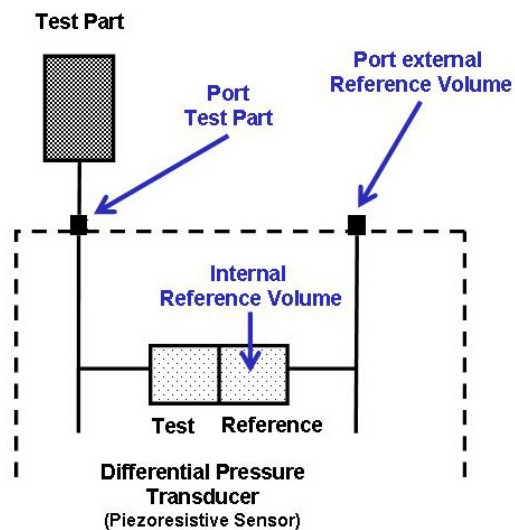 Test Part
Port
Test Part
Port external
Reference Volume
Internal
Reference Volume
Test
Reference
Differential Pressure
Transducer
(Piezoresistive Sensor)